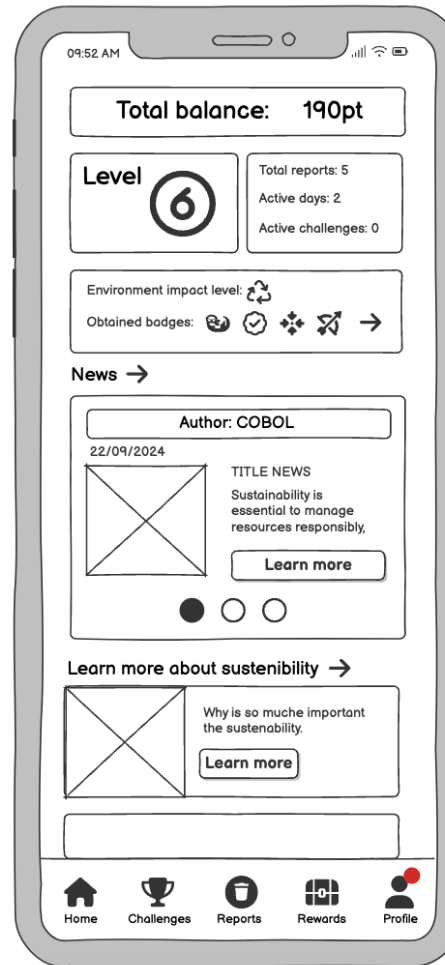 09:52 AM
Total balance: 190pt
Level 6
Total reports: 5
Active days: 2
Active challenges: 0
Environment impact level:
Obtained badges:
News
Author: COBOL
22/09/2024
TITLE NEWS
Sustainability is
essential to manage
resources responsibly,
Learn more
Learn more about sustenibility
Why is so muche important
the sustenability.
Learn more
Home Challenges Reports Rewards Profile